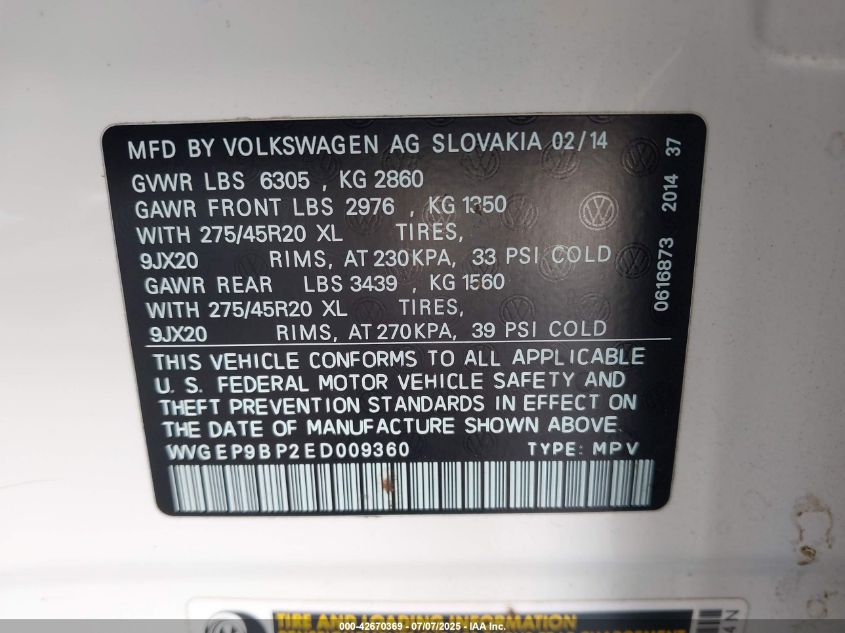 MFD BY VOLKSWAGEN AG SLOVAKIA 02/14
GVWR LBS 6305 , KG 2860
GAWR FRONT LBS 2976 , KG 1350
WITH 275/45R20 XL TIRES,
9JX20 RIMS, AT 230KPA, 33 PSI COLD
GAWR REAR LBS 3439 , KG 1560
WITH 275/45R20 XL TIRES,
9JX20 RIMS, AT 270KPA, 39 PSI COLD
THIS VEHICLE CONFORMS TO ALL APPLICABLE
U. S. FEDERAL MOTOR VEHICLE SAFETY AND
THEFT PREVENTION STANDARDS IN EFFECT ON
THE DATE OF MANUFACTURE SHOWN ABOVE.
WVGEP9BP2ED009360 TYPE: MPV
0616873 2014 37
TIRE AND LOADING INFORMATION
000-42670369 - 07/07/2025 - IAA Inc.